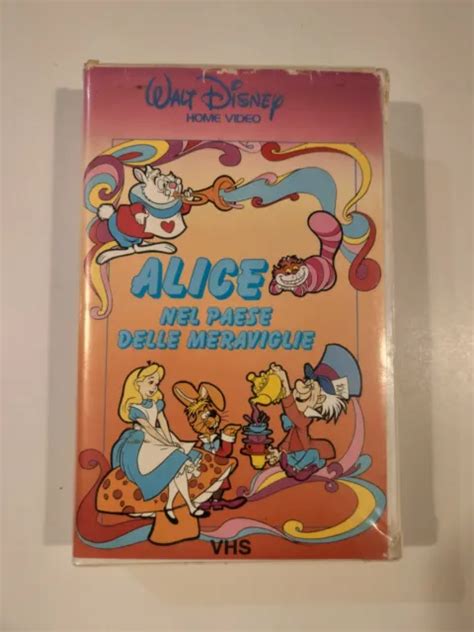 WALT DISNEY
HOME VIDEO
ALICE
NEL PAESE
DELLE MERAVIGLIE
VHS